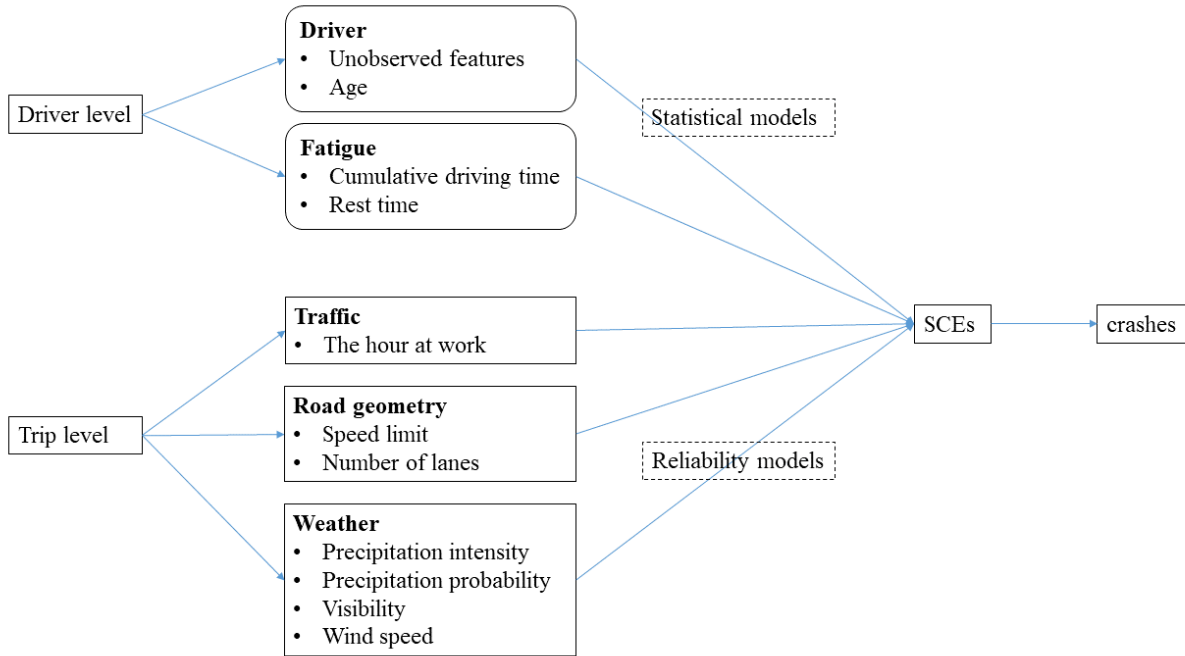 Driver level
Driver
• Unobserved features
• Age
Fatigue
• Cumulative driving time
• Rest time
Statistical models
Trip level
Traffic
• The hour at work
Road geometry
• Speed limit
• Number of lanes
Weather
• Precipitation intensity
• Precipitation probability
• Visibility
• Wind speed
Reliability models
SCEs
crashes